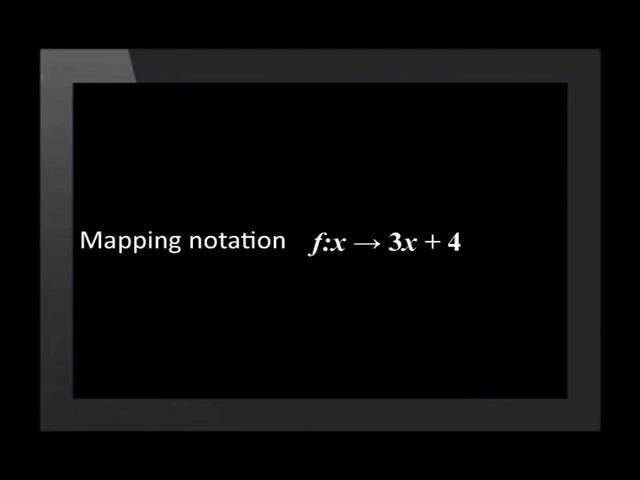 Mapping notation f:x → 3x + 4